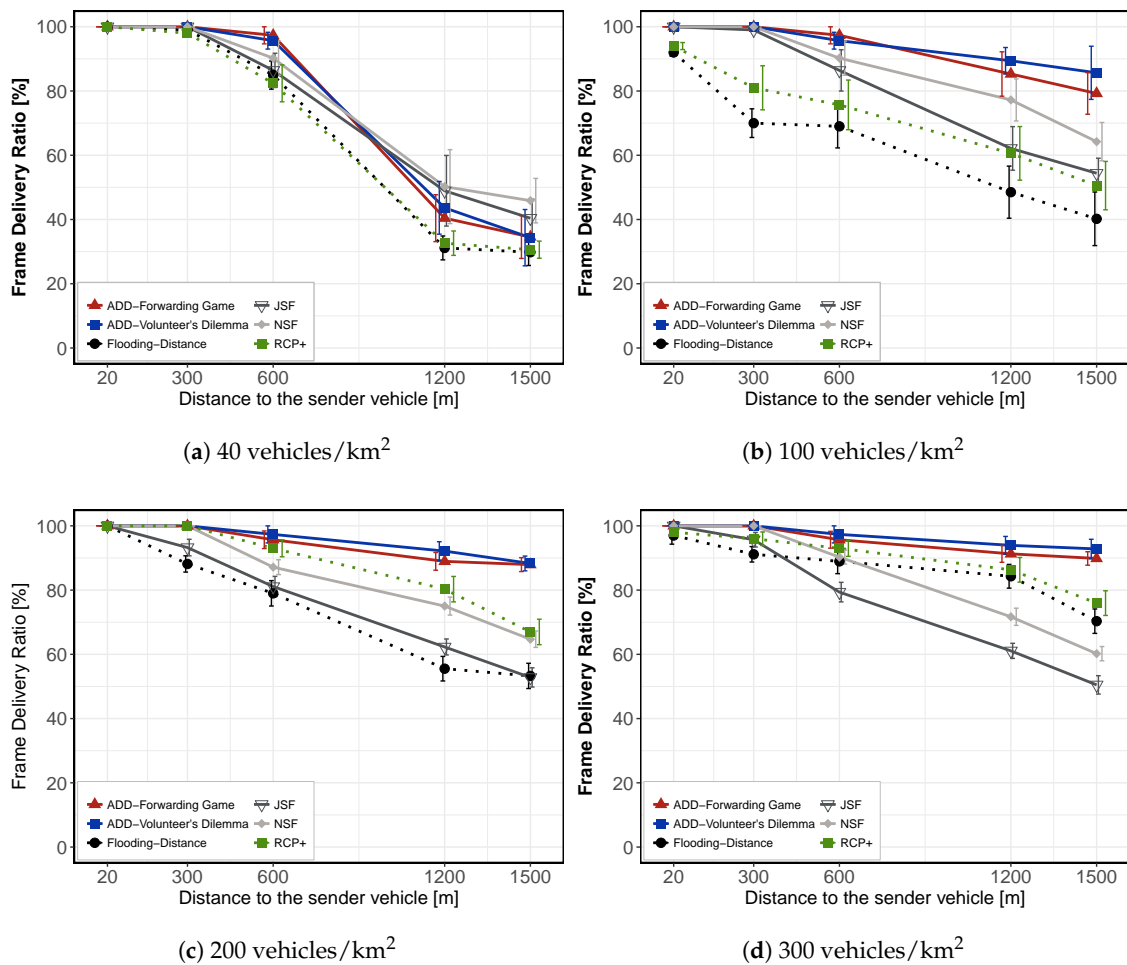 Frame Delivery Ratio [%]
100
80
60
40
20
0
ADD−Forwarding Game
ADD−Volunteer's Dilemma
Flooding−Distance
JSF
NSF
RCP+
20 300 600 1200 1500
Distance to the sender vehicle [m]
(a) 40 vehicles/km²
Frame Delivery Ratio [%]
100
80
60
40
20
0
ADD−Forwarding Game
ADD−Volunteer's Dilemma
Flooding−Distance
JSF
NSF
RCP+
20 300 600 1200 1500
Distance to the sender vehicle [m]
(b) 100 vehicles/km²
Frame Delivery Ratio [%]
100
80
60
40
20
0
ADD−Forwarding Game
ADD−Volunteer's Dilemma
Flooding−Distance
JSF
NSF
RCP+
20 300 600 1200 1500
Distance to the sender vehicle [m]
(c) 200 vehicles/km²
Frame Delivery Ratio [%]
100
80
60
40
20
0
ADD−Forwarding Game
ADD−Volunteer's Dilemma
Flooding−Distance
JSF
NSF
RCP+
20 300 600 1200 1500
Distance to the sender vehicle [m]
(d) 300 vehicles/km²